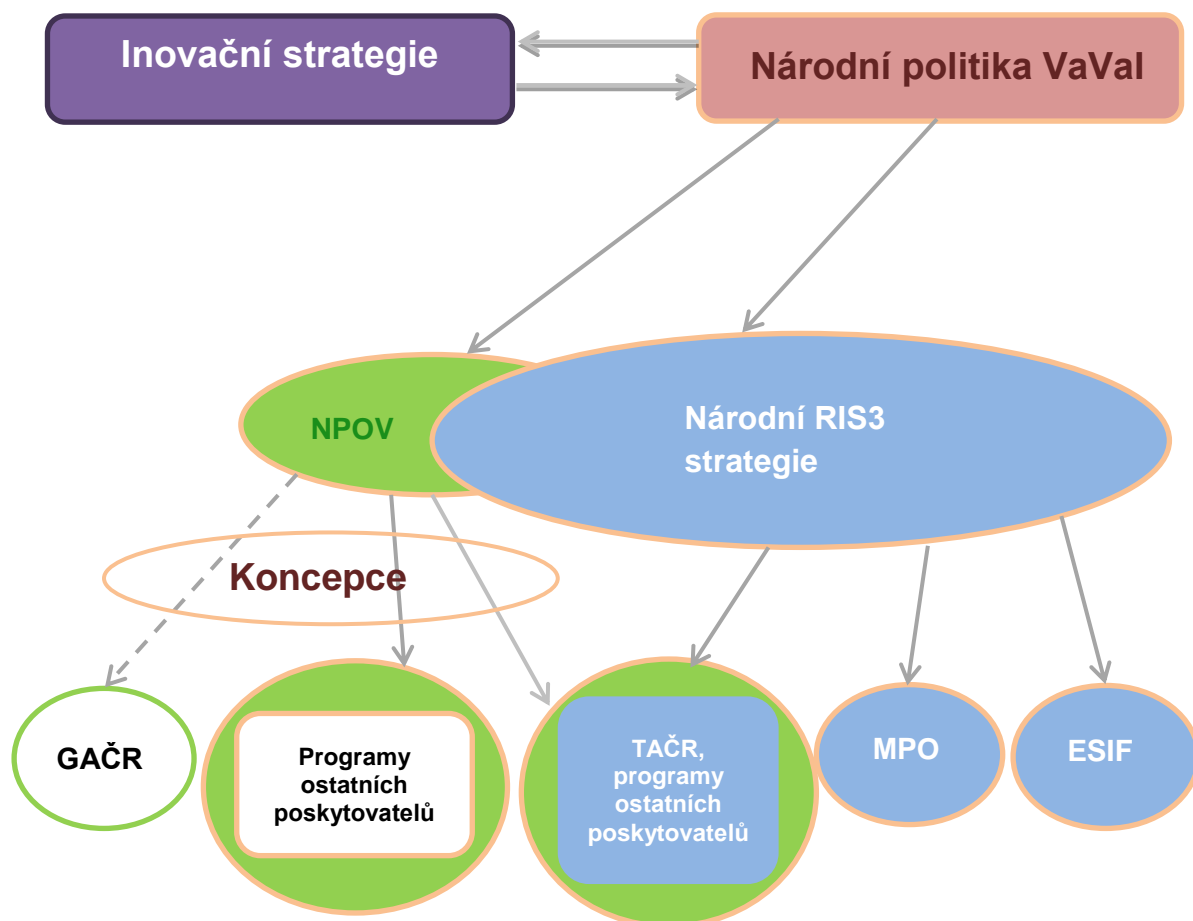 Inovační strategie
Národní politika VaVaI
NPOV
Národní RIS3
strategie
Koncepce
GAČR
Programy
ostatních
poskytovatelů
TAČR,
programy
ostatních
poskytovatelů
MPO
ESIF